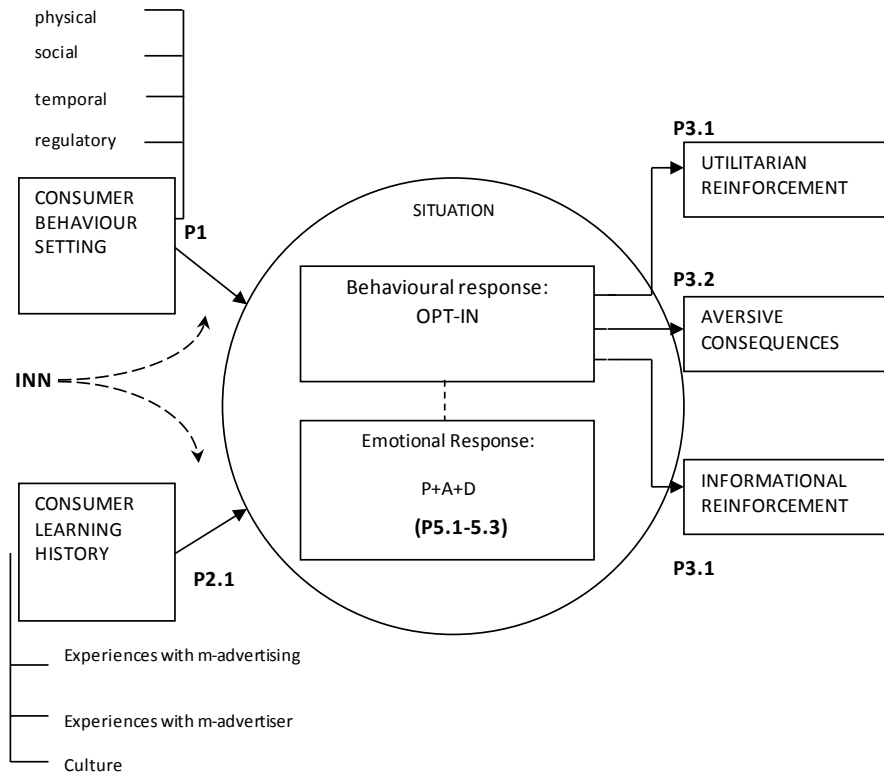 physical
social
temporal
regulatory
CONSUMER
BEHAVIOUR
SETTING
P1
INN
CONSUMER
LEARNING
HISTORY
P2.1
Experiences with m-advertising
Experiences with m-advertiser
Culture
SITUATION
Behavioural response:
OPT-IN
Emotional Response:
P+A+D
(P5.1-5.3)
P3.1
UTILITARIAN
REINFORCEMENT
P3.2
AVERSIVE
CONSEQUENCES
INFORMATIONAL
REINFORCEMENT
P3.1